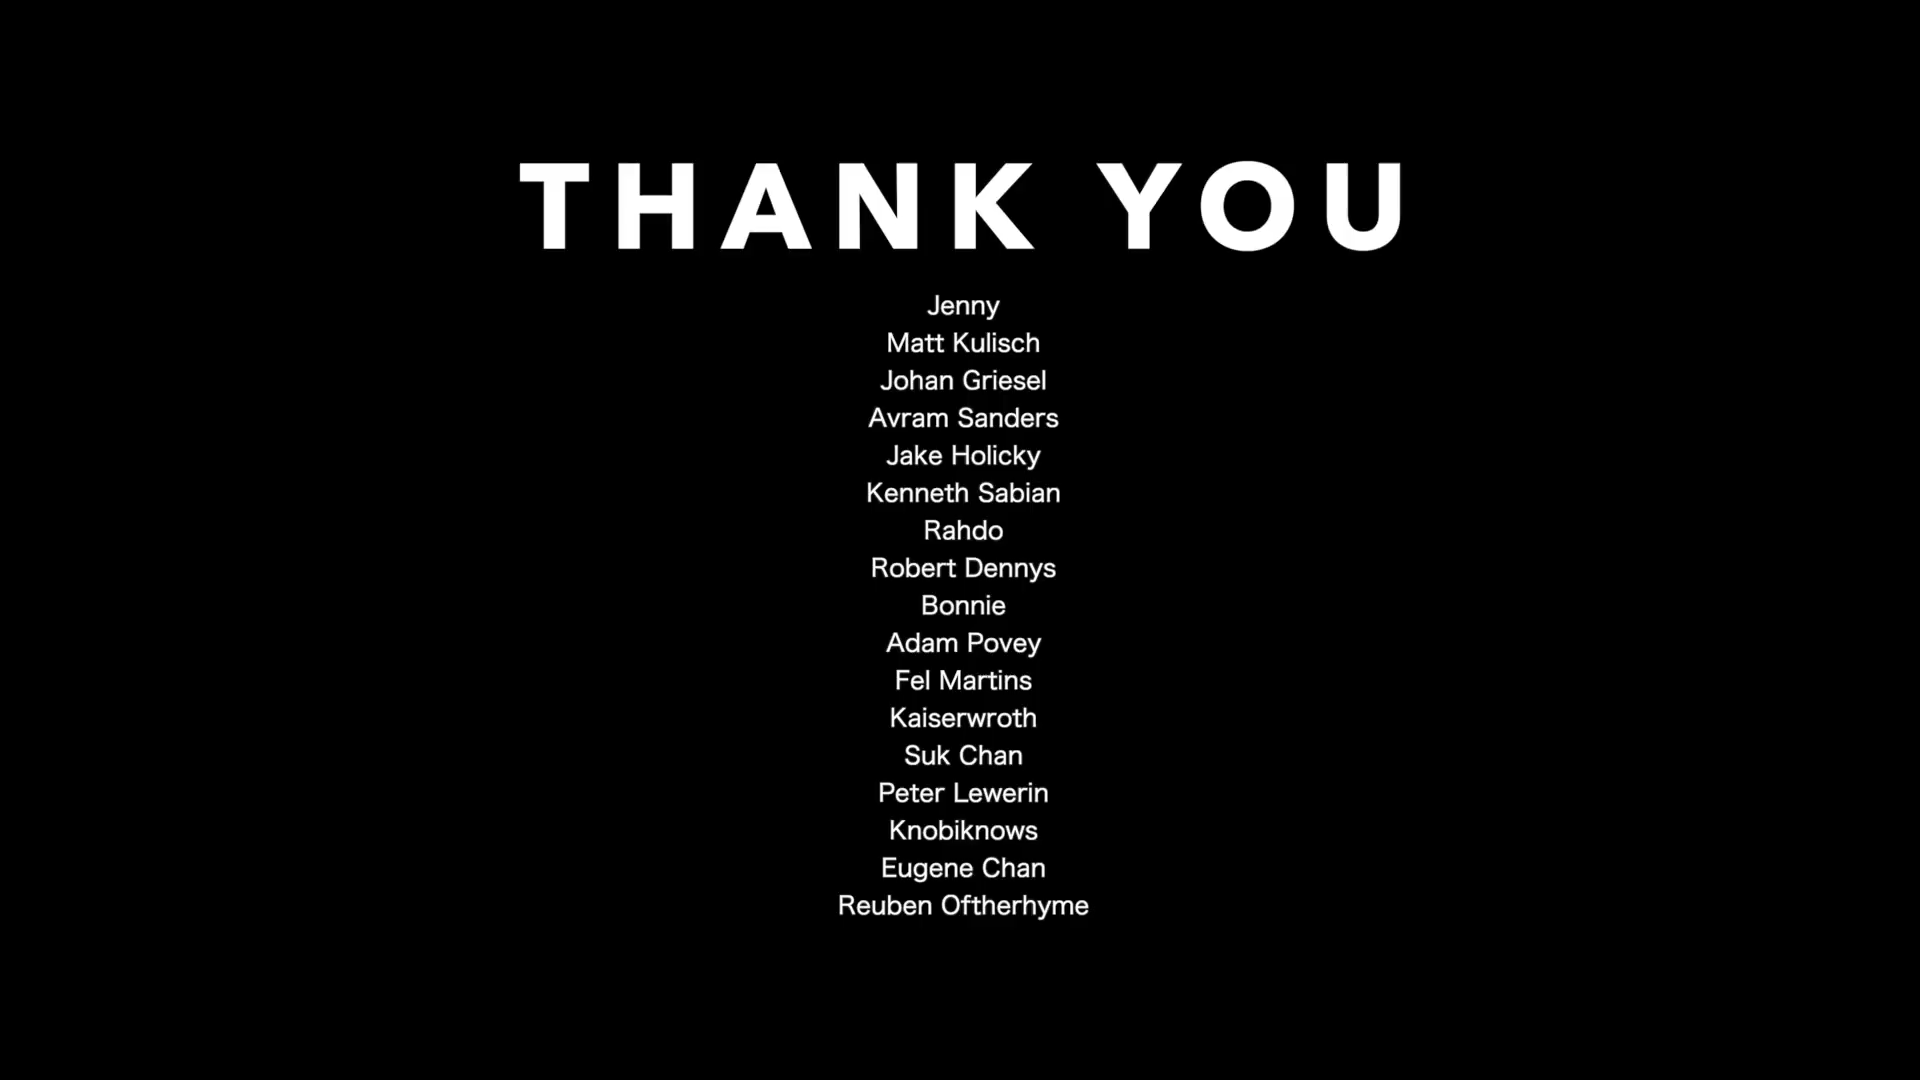 THANK YOU
Jenny
Matt Kulisch
Johan Griesel
Avram Sanders
Jake Holicky
Kenneth Sabian
Rahdo
Robert Dennys
Bonnie
Adam Povey
Fel Martins
Kaiserwroth
Suk Chan
Peter Lewerin
Knobiknows
Eugene Chan
Reuben Oftherhyme